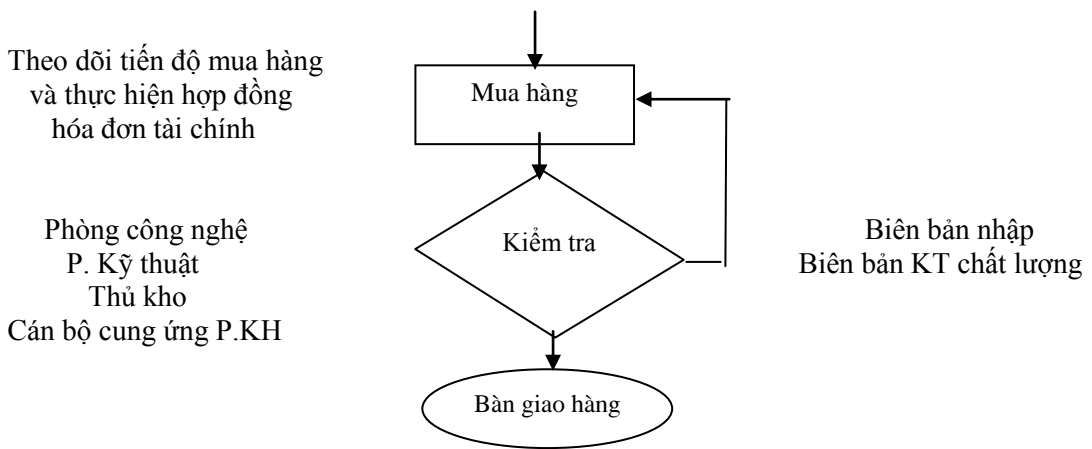 Theo dõi tiến độ mua hàng
và thực hiện hợp đồng
hóa đơn tài chính
Mua hàng
Phòng công nghệ
P. Kỹ thuật
Thủ kho
Cán bộ cung ứng P.KH
Kiểm tra
Biên bản nhập
Biên bản KT chất lượng
Bàn giao hàng